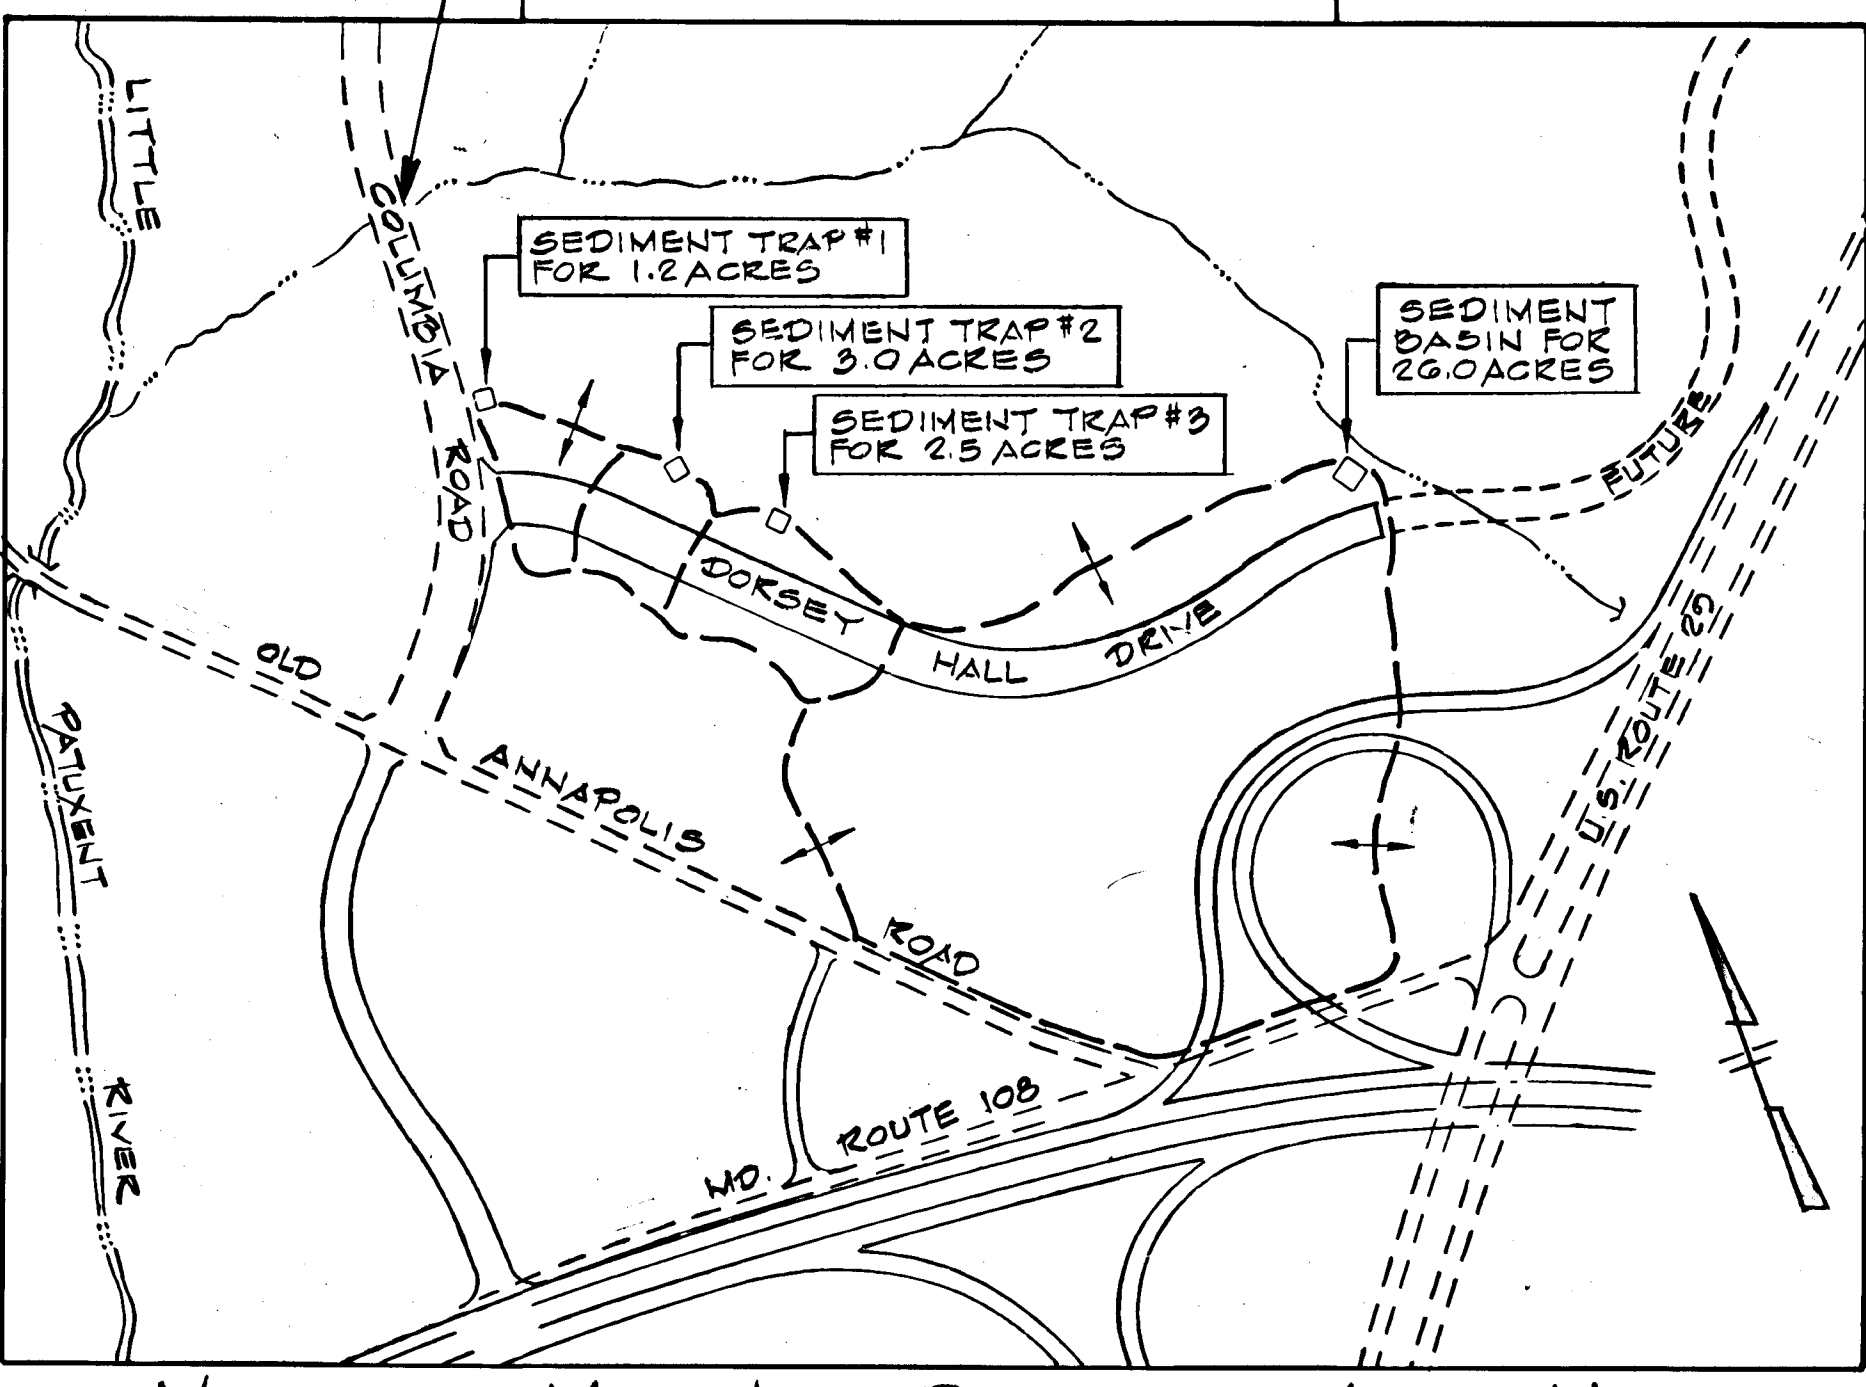 LITTLE
PATUXENT
RIVER
COLUMBIA
ROAD
SEDIMENT TRAP #1
FOR 1.2 ACRES
SEDIMENT TRAP #2
FOR 3.0 ACRES
SEDIMENT TRAP #3
FOR 2.5 ACRES
SEDIMENT
BASIN FOR
26.0 ACRES
FUTURE
DORSEY
HALL
DRIVE
OLD
ANNAPOLIS
ROAD
U.S. ROUTE 29
MD. ROUTE 108